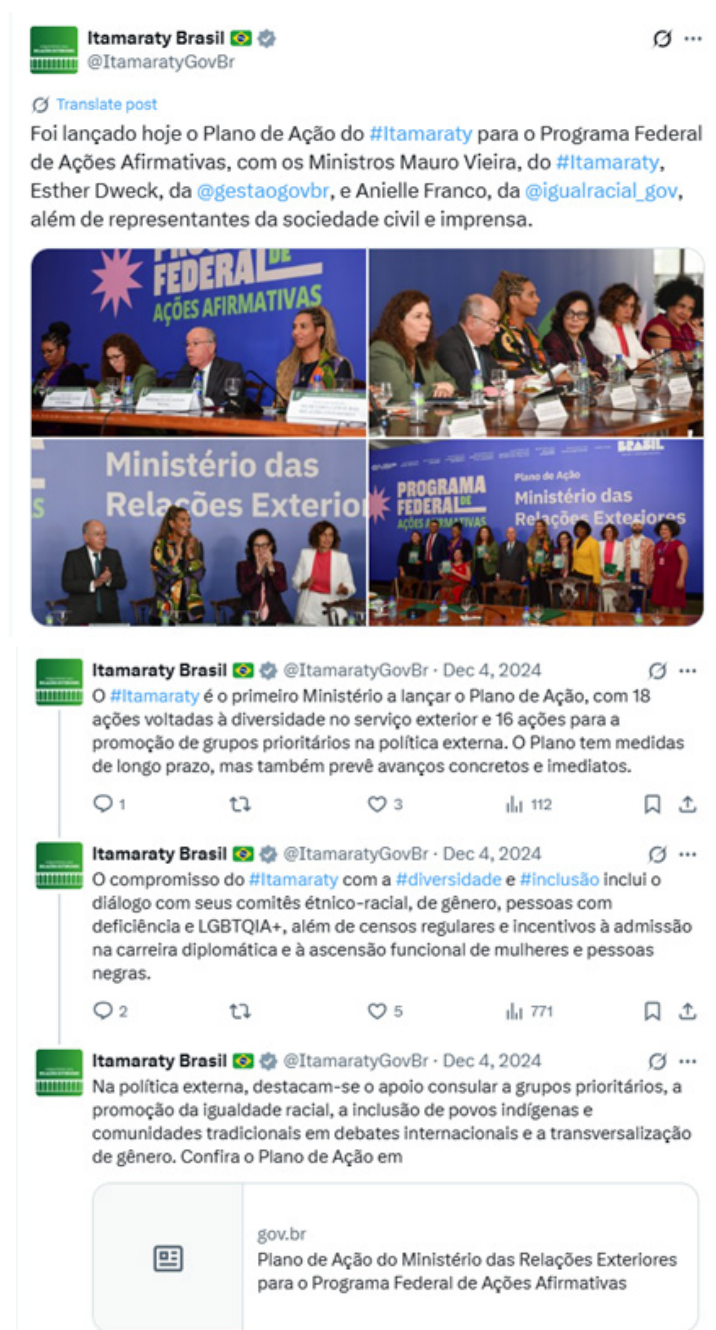 Itamaraty Brasil
@ItamaratyGovBr
Translate post
Foi lançado hoje o Plano de Ação do #Itamaraty para o Programa Federal
de Ações Afirmativas, com os Ministros Mauro Vieira, do #Itamaraty,
Esther Dweck, da @gestaogovbr, e Anielle Franco, da @igualracial_gov,
além de representantes da sociedade civil e imprensa.
PROGRAMA
FEDERAL DE
AÇÕES AFIRMATIVAS
Ministério das
Relações Exterior
S
BRASIL
PROGRAMA
FEDERAL DE
AÇÕES AFIRMATIVAS
Plano de Ação
Ministério das
Relações Exteriores
Itamaraty Brasil @ItamaratyGovBr · Dec 4, 2024
O #Itamaraty é o primeiro Ministério a lançar o Plano de Ação, com 18
ações voltadas à diversidade no serviço exterior e 16 ações para a
promoção de grupos prioritários na política externa. O Plano tem medidas
de longo prazo, mas também prevê avanços concretos e imediatos.
1 3 112
Itamaraty Brasil @ItamaratyGovBr · Dec 4, 2024
O compromisso do #Itamaraty com a #diversidade e #inclusão inclui o
diálogo com seus comitês étnico-racial, de gênero, pessoas com
deficiência e LGBTQIA+, além de censos regulares e incentivos à admissão
na carreira diplomática e à ascensão funcional de mulheres e pessoas
negras.
2 5 771
Itamaraty Brasil @ItamaratyGovBr · Dec 4, 2024
Na política externa, destacam-se o apoio consular a grupos prioritários, a
promoção da igualdade racial, a inclusão de povos indígenas e
comunidades tradicionais em debates internacionais e a transversalização
de gênero. Confira o Plano de Ação em
gov.br
Plano de Ação do Ministério das Relações Exteriores
para o Programa Federal de Ações Afirmativas